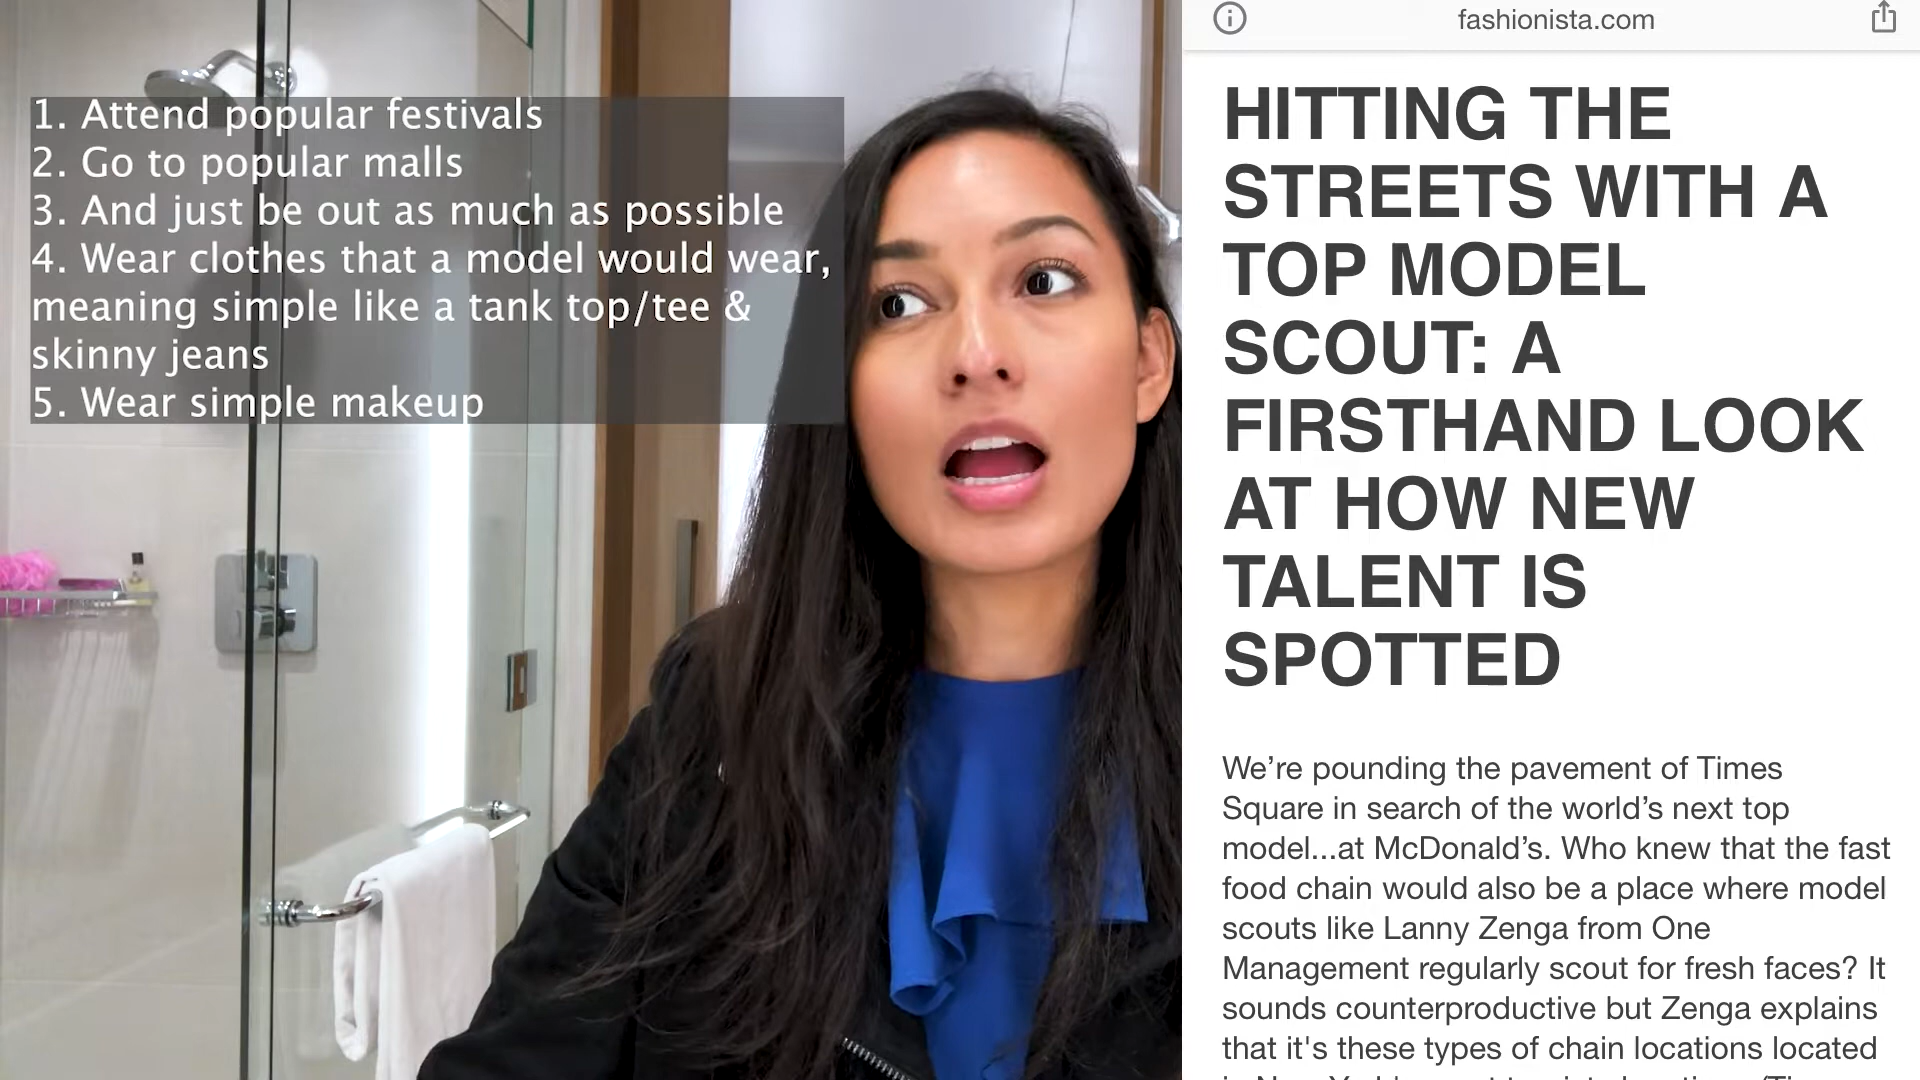 1. Attend popular festivals
2. Go to popular malls
3. And just be out as much as possible
4. Wear clothes that a model would wear,
meaning simple like a tank top/tee &
skinny jeans
5. Wear simple makeup
fashionista.com
HITTING THE
STREETS WITH A
TOP MODEL
SCOUT: A
FIRSTHAND LOOK
AT HOW NEW
TALENT IS
SPOTTED
We’re pounding the pavement of Times
Square in search of the world’s next top
model...at McDonald’s. Who knew that the fast
food chain would also be a place where model
scouts like Lanny Zenga from One
Management regularly scout for fresh faces? It
sounds counterproductive but Zenga explains
that it's these types of chain locations located